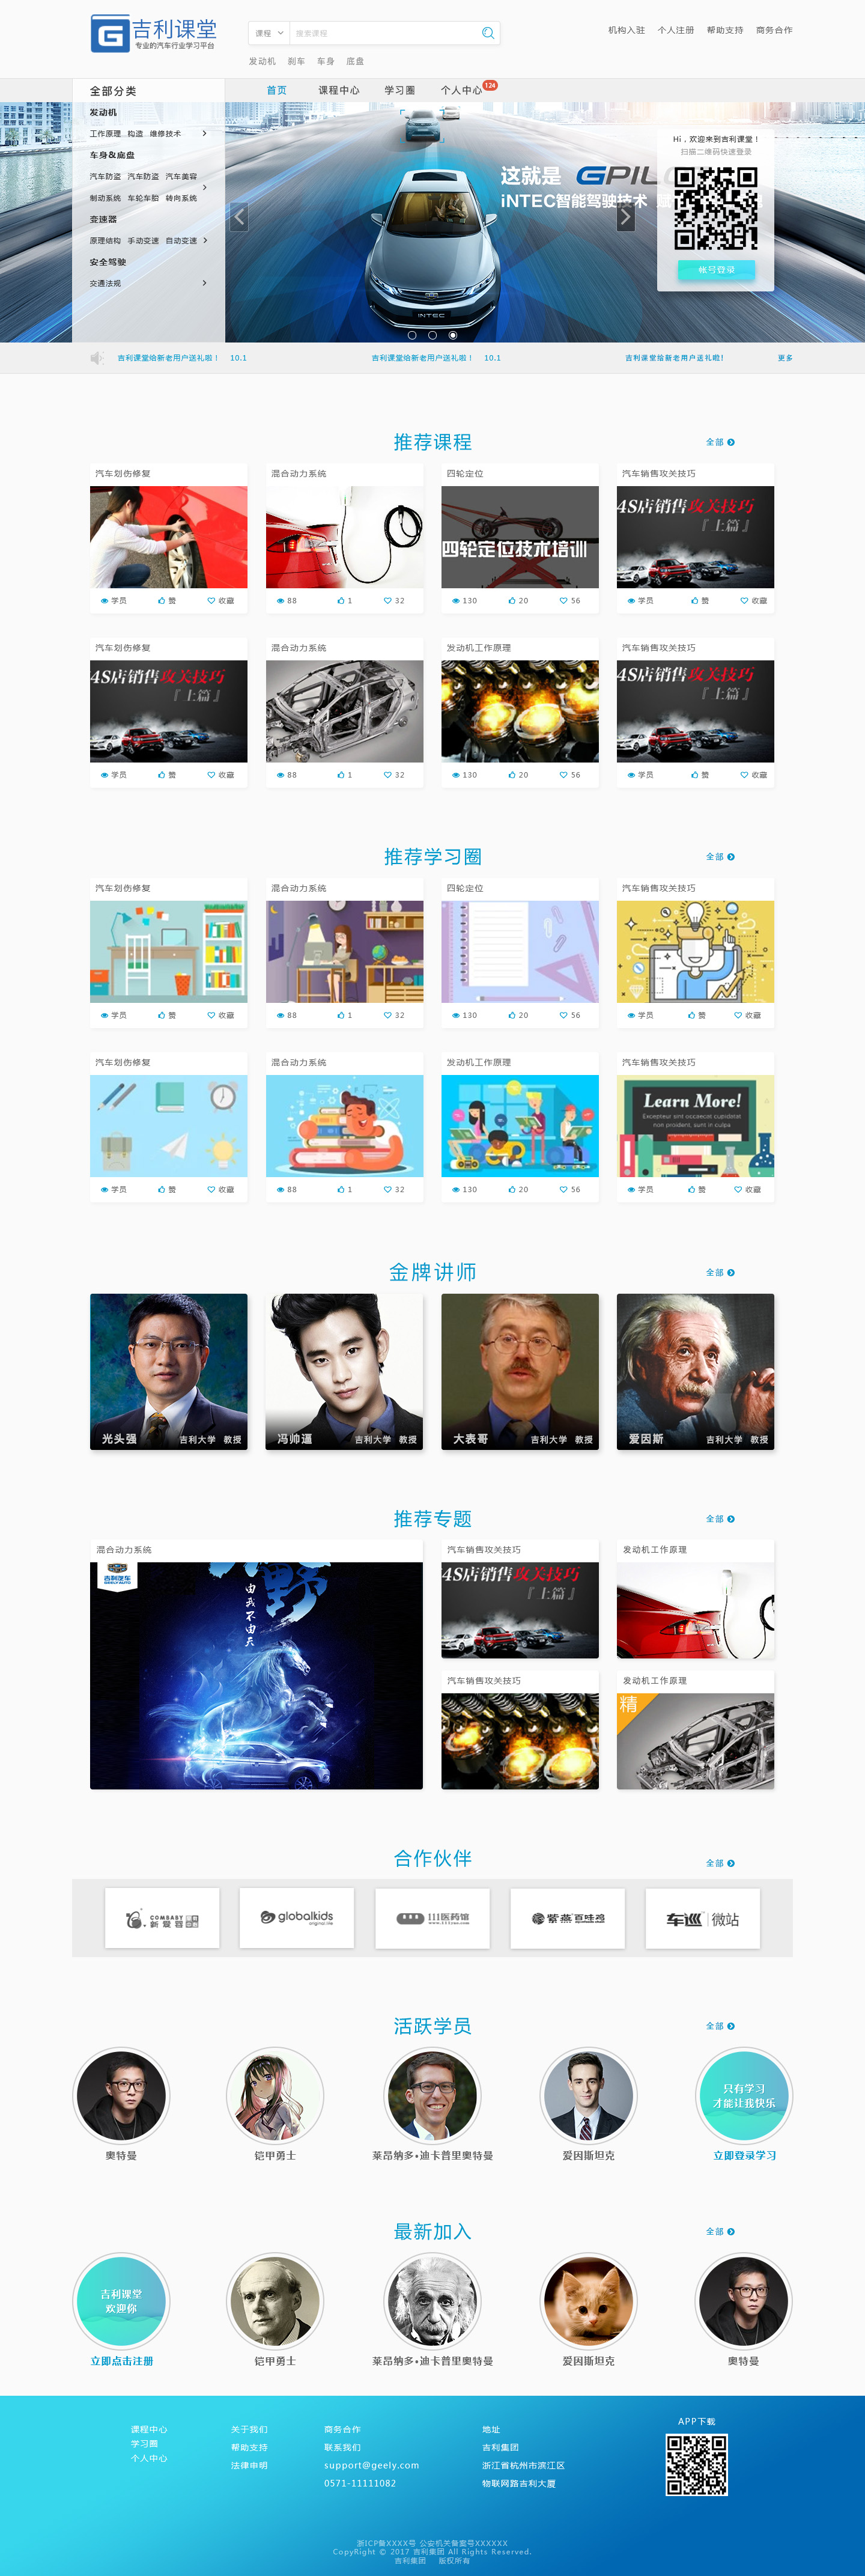 吉利课堂
专业的汽车行业学习平台
课程
搜索课程
发动机 刹车 车身 底盘
机构入驻 个人注册 帮助支持 商务合作
全部分类
首页 课程中心 学习圈 个人中心 124
发动机
工作原理 构造 维修技术
车身&底盘
汽车防盗 汽车防盗 汽车美容
制动系统 车轮车胎 转向系统
变速器
原理结构 手动变速 自动变速
安全驾驶
交通法规
这就是 GPILO
iNTEC智能驾驶技术
INTEC
Hi，欢迎来到吉利课堂！
扫描二维码快速登录
帐号登录
吉利课堂给新老用户送礼啦！ 10.1
吉利课堂给新老用户送礼啦！ 10.1
吉利课堂给新老用户送礼啦！
更多
推荐课程
全部
汽车划伤修复 混合动力系统 四轮定位 汽车销售攻关技巧
四轮定位技术培训
4S店销售攻关技巧
『上篇』
学员 赞 收藏
88 1 32
130 20 56
学员 赞 收藏
汽车划伤修复 混合动力系统 发动机工作原理 汽车销售攻关技巧
4S店销售攻关技巧
『上篇』
4S店销售攻关技巧
『上篇』
学员 赞 收藏
88 1 32
130 20 56
学员 赞 收藏
推荐学习圈
全部
汽车划伤修复 混合动力系统 四轮定位 汽车销售攻关技巧
学员 赞 收藏
88 1 32
130 20 56
学员 赞 收藏
汽车划伤修复 混合动力系统 发动机工作原理 汽车销售攻关技巧
Learn More!
Excepteur sint occaecat cupidatat
non proident, sunt in culpa
学员 赞 收藏
88 1 32
130 20 56
学员 赞 收藏
金牌讲师
全部
光头强 吉利大学 教授
冯帅逼 吉利大学 教授
大表哥 吉利大学 教授
爱因斯 吉利大学 教授
推荐专题
全部
混合动力系统
吉利汽车
GEELY AUTO
野
由我不由天
汽车销售攻关技巧
4S店销售攻关技巧
『上篇』
发动机工作原理
汽车销售攻关技巧
发动机工作原理
精
合作伙伴
全部
COMBABY
新爱婴
globalkids
original.me
111医药馆
紫燕百味鸡
车巡 微站
活跃学员
全部
只有学习
才能让我快乐
奥特曼 铠甲勇士 莱昂纳多•迪卡普里奥特曼 爱因斯坦克 立即登录学习
最新加入
全部
吉利课堂
欢迎你
立即点击注册 铠甲勇士 莱昂纳多•迪卡普里奥特曼 爱因斯坦克 奥特曼
课程中心
学习圈
个人中心
关于我们
帮助支持
法律申明
商务合作
联系我们
support@geely.com
0571-11111082
地址
吉利集团
浙江省杭州市滨江区
物联网路吉利大厦
APP下载
浙ICP备XXXX号 公安机关备案号XXXXXX
CopyRight © 2017 吉利集团 All Rights Reserved.
吉利集团 版权所有